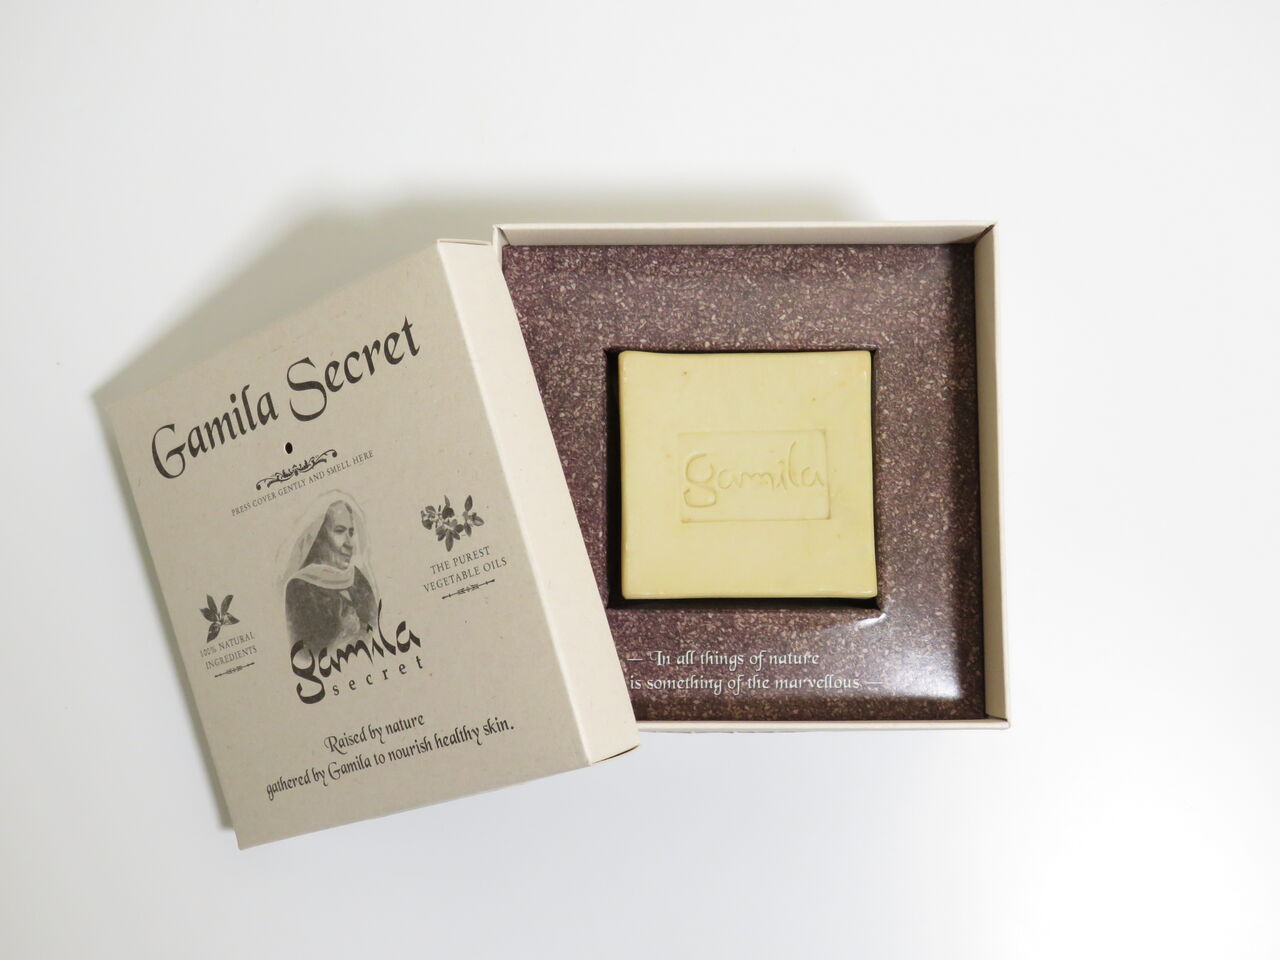 Gamila Secret
PRESS COVER GENTLY AND SMELL HERE
THE PUREST
VEGETABLE OILS
100% NATURAL
INGREDIENTS
gamila
secret
Raised by nature
gathered by Gamila to nourish healthy skin.
gamila
— In all things of nature
is something of the marvellous —